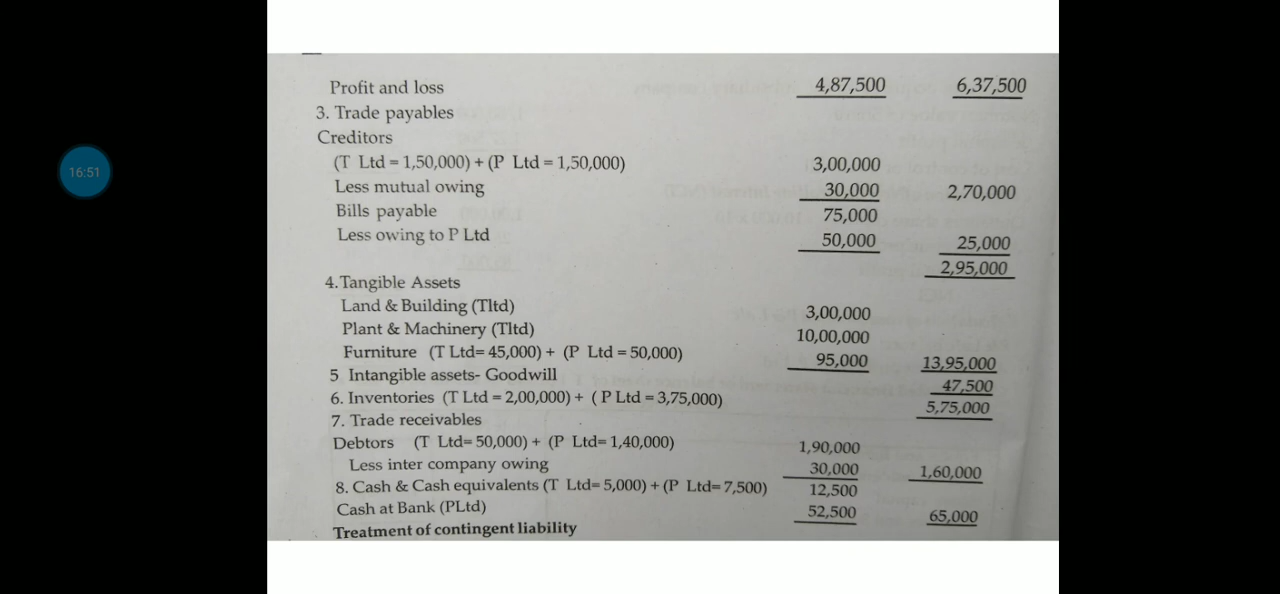 Profit and loss 4,87,500 6,37,500
3. Trade payables
Creditors
(T Ltd = 1,50,000) + (P Ltd = 1,50,000) 3,00,000
Less mutual owing 30,000 2,70,000
Bills payable 75,000
Less owing to P Ltd 50,000 25,000
2,95,000
4. Tangible Assets
Land & Building (Tltd) 3,00,000
Plant & Machinery (Tltd) 10,00,000
Furniture (T Ltd= 45,000) + (P Ltd = 50,000) 95,000 13,95,000
5 Intangible assets- Goodwill 47,500
6. Inventories (T Ltd = 2,00,000) + ( P Ltd = 3,75,000) 5,75,000
7. Trade receivables
Debtors (T Ltd= 50,000) + (P Ltd= 1,40,000) 1,90,000
Less inter company owing 30,000 1,60,000
8. Cash & Cash equivalents (T Ltd= 5,000) + (P Ltd= 7,500) 12,500
Cash at Bank (PLtd) 52,500 65,000
Treatment of contingent liability
16:51